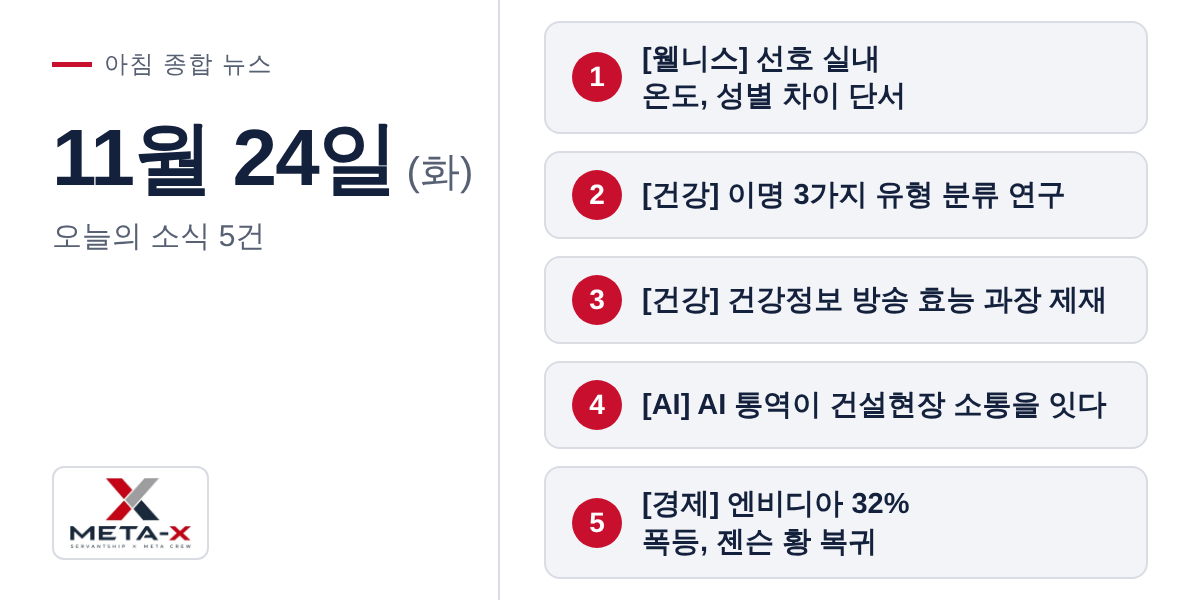 아침 종합 뉴스
11월 24일 (화)
오늘의 소식 5건
META-X
SERVANTSHIP × META CREW
1
[웰니스] 선호 실내
온도, 성별 차이 단서
2
[건강] 이명 3가지 유형 분류 연구
3
[건강] 건강정보 방송 효능 과장 제재
4
[AI] AI 통역이 건설현장 소통을 잇다
5
[경제] 엔비디아 32%
폭등, 젠슨 황 복귀